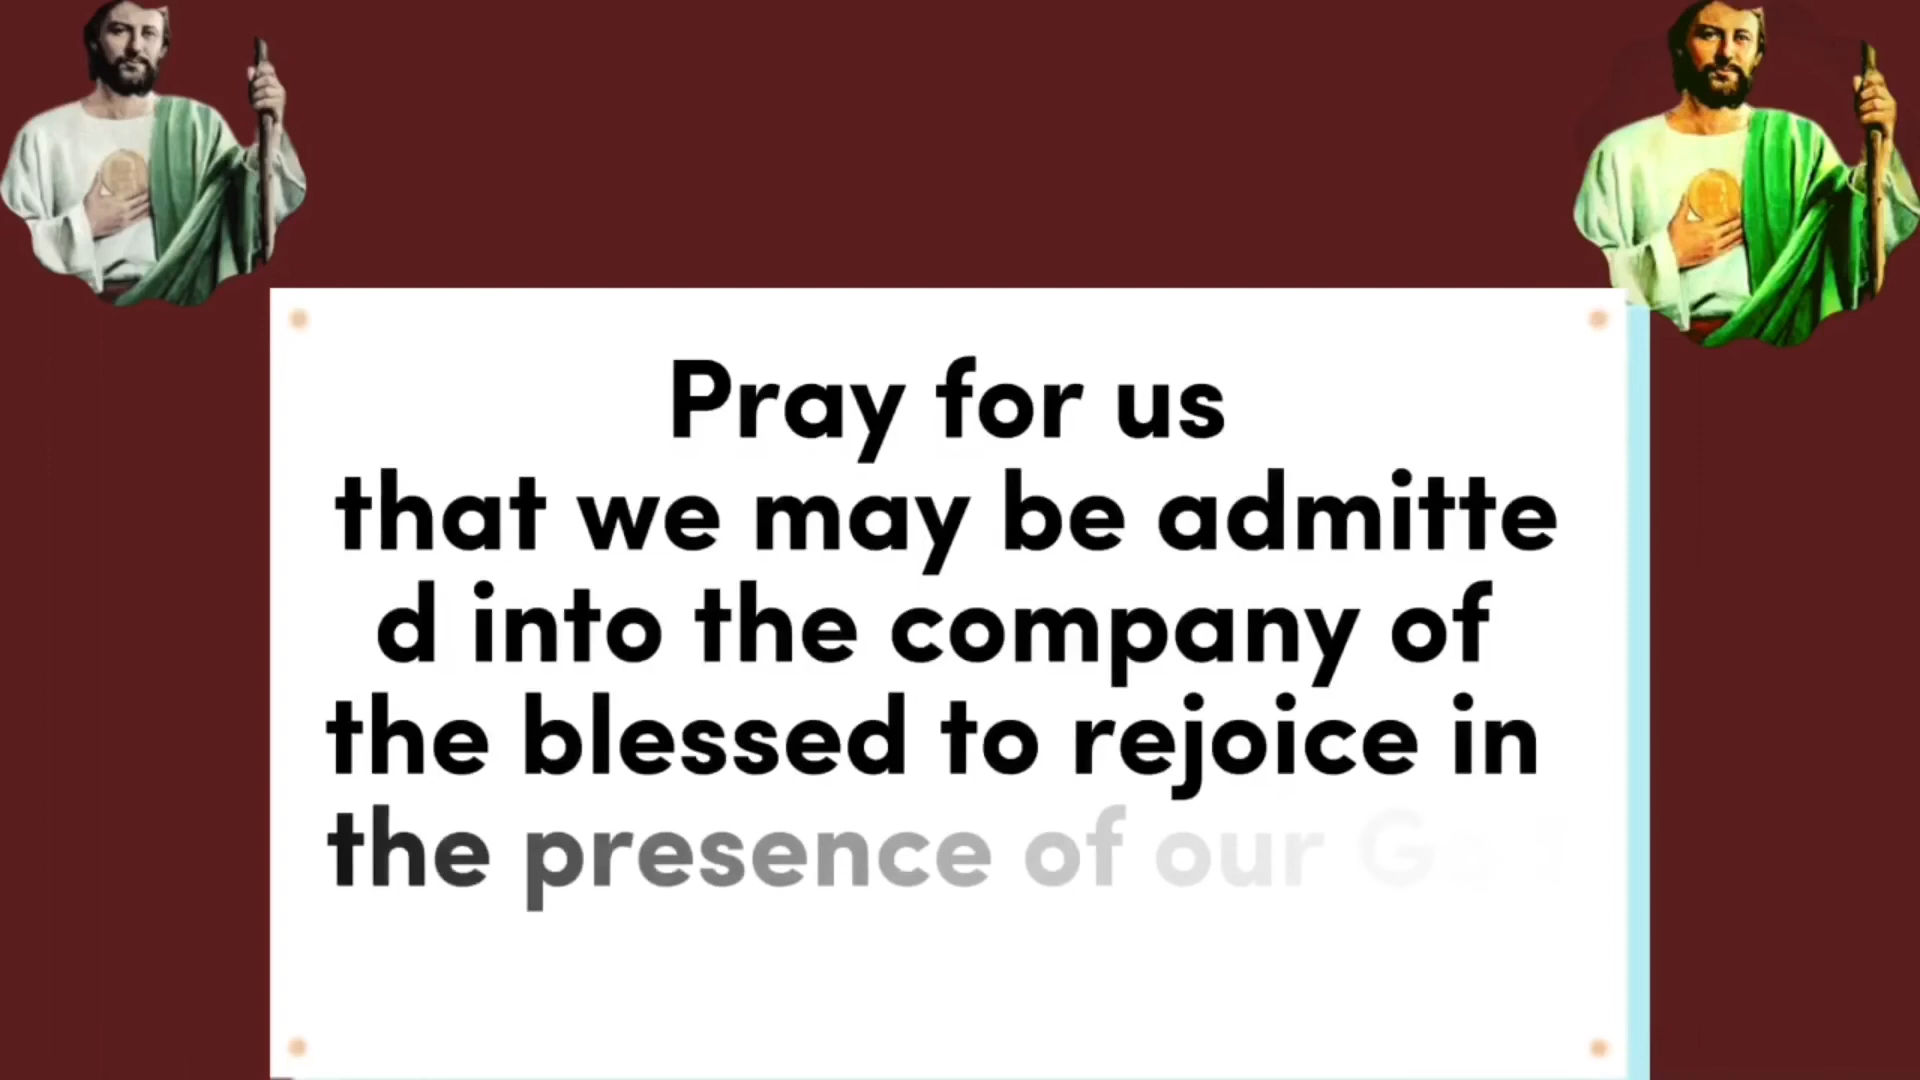 Pray for us
that we may be admitte
d into the company of
the blessed to rejoice in
the presence of our